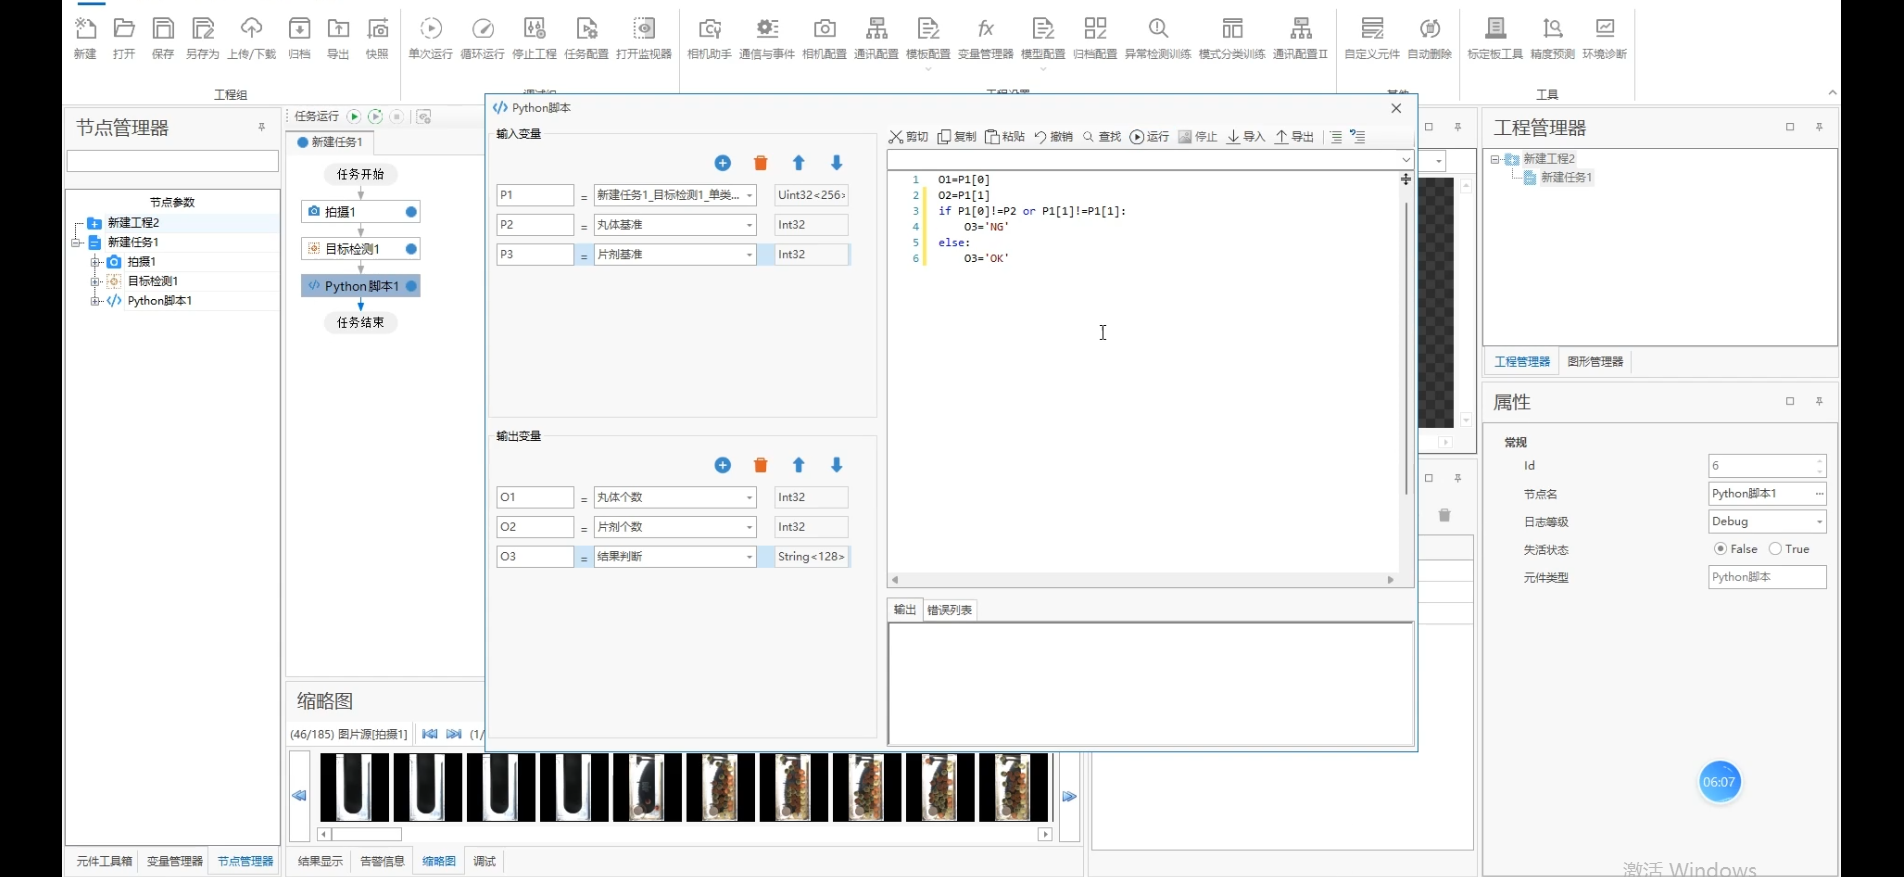 新建 打开 保存 另存为 上传/下载 归档 导出 快照 单次运行 循环运行 停止工程 任务配置 打开监视器 相机助手 通信与事件 相机配置 通讯配置 模板配置 变量管理器 模型配置 归档配置 异常检测训练 模式分类训练 通讯配置II 自定义元件 自动删除 标定板工具 精度预测 环境诊断
工程组 工具
节点管理器
节点参数
新建工程2
新建任务1
拍摄1
目标检测1
Python脚本1
任务运行
新建任务1
任务开始
拍摄1
目标检测1
Python脚本1
任务结束
Python脚本
输入变量
P1 = 新建任务1_目标检测1_单类... Uint32<256>
P2 = 丸体基准 Int32
P3 = 片剂基准 Int32
输出变量
O1 = 丸体个数 Int32
O2 = 片剂个数 Int32
O3 = 结果判断 String<128>
剪切 复制 粘贴 撤销 查找 运行 停止 导入 导出
1 O1=P1[0]
2 O2=P1[1]
3 if P1[0]!=P2 or P1[1]!=P1[1]:
4 O3='NG'
5 else:
6 O3='OK'
输出 错误列表
工程管理器
新建工程2
新建任务1
工程管理器 图形管理器
属性
常规
Id 6
节点名 Python脚本1 ...
日志等级 Debug
失活状态 False True
元件类型 Python脚本
缩略图
(46/185) 图片源[拍摄1] (1/
06:07
元件工具箱 变量管理器 节点管理器 结果显示 告警信息 缩略图 调试
激活 Windows